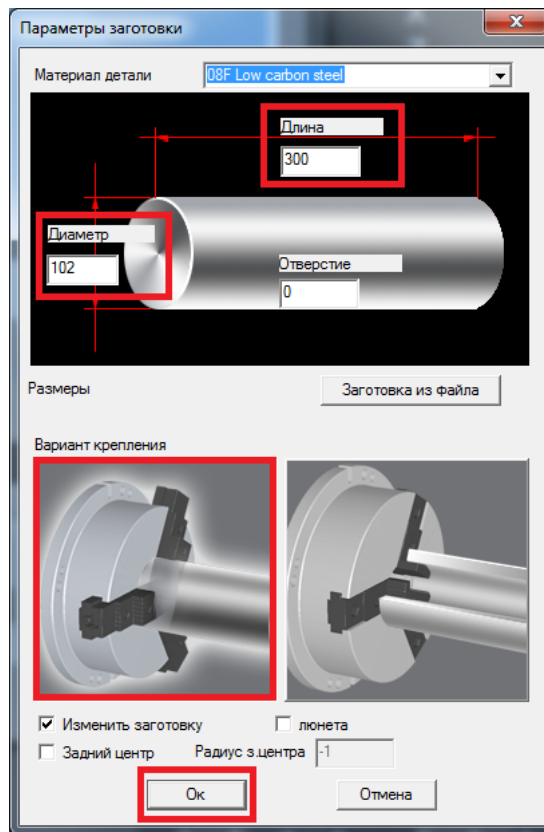 Параметры заготовки
Материал детали 08F Low carbon steel
Длина
300
Диаметр
102
Отверстие
0
Размеры Заготовка из файла
Вариант крепления
Изменить заготовку люнета
Задний центр Радиус з.центра -1
Ок Отмена